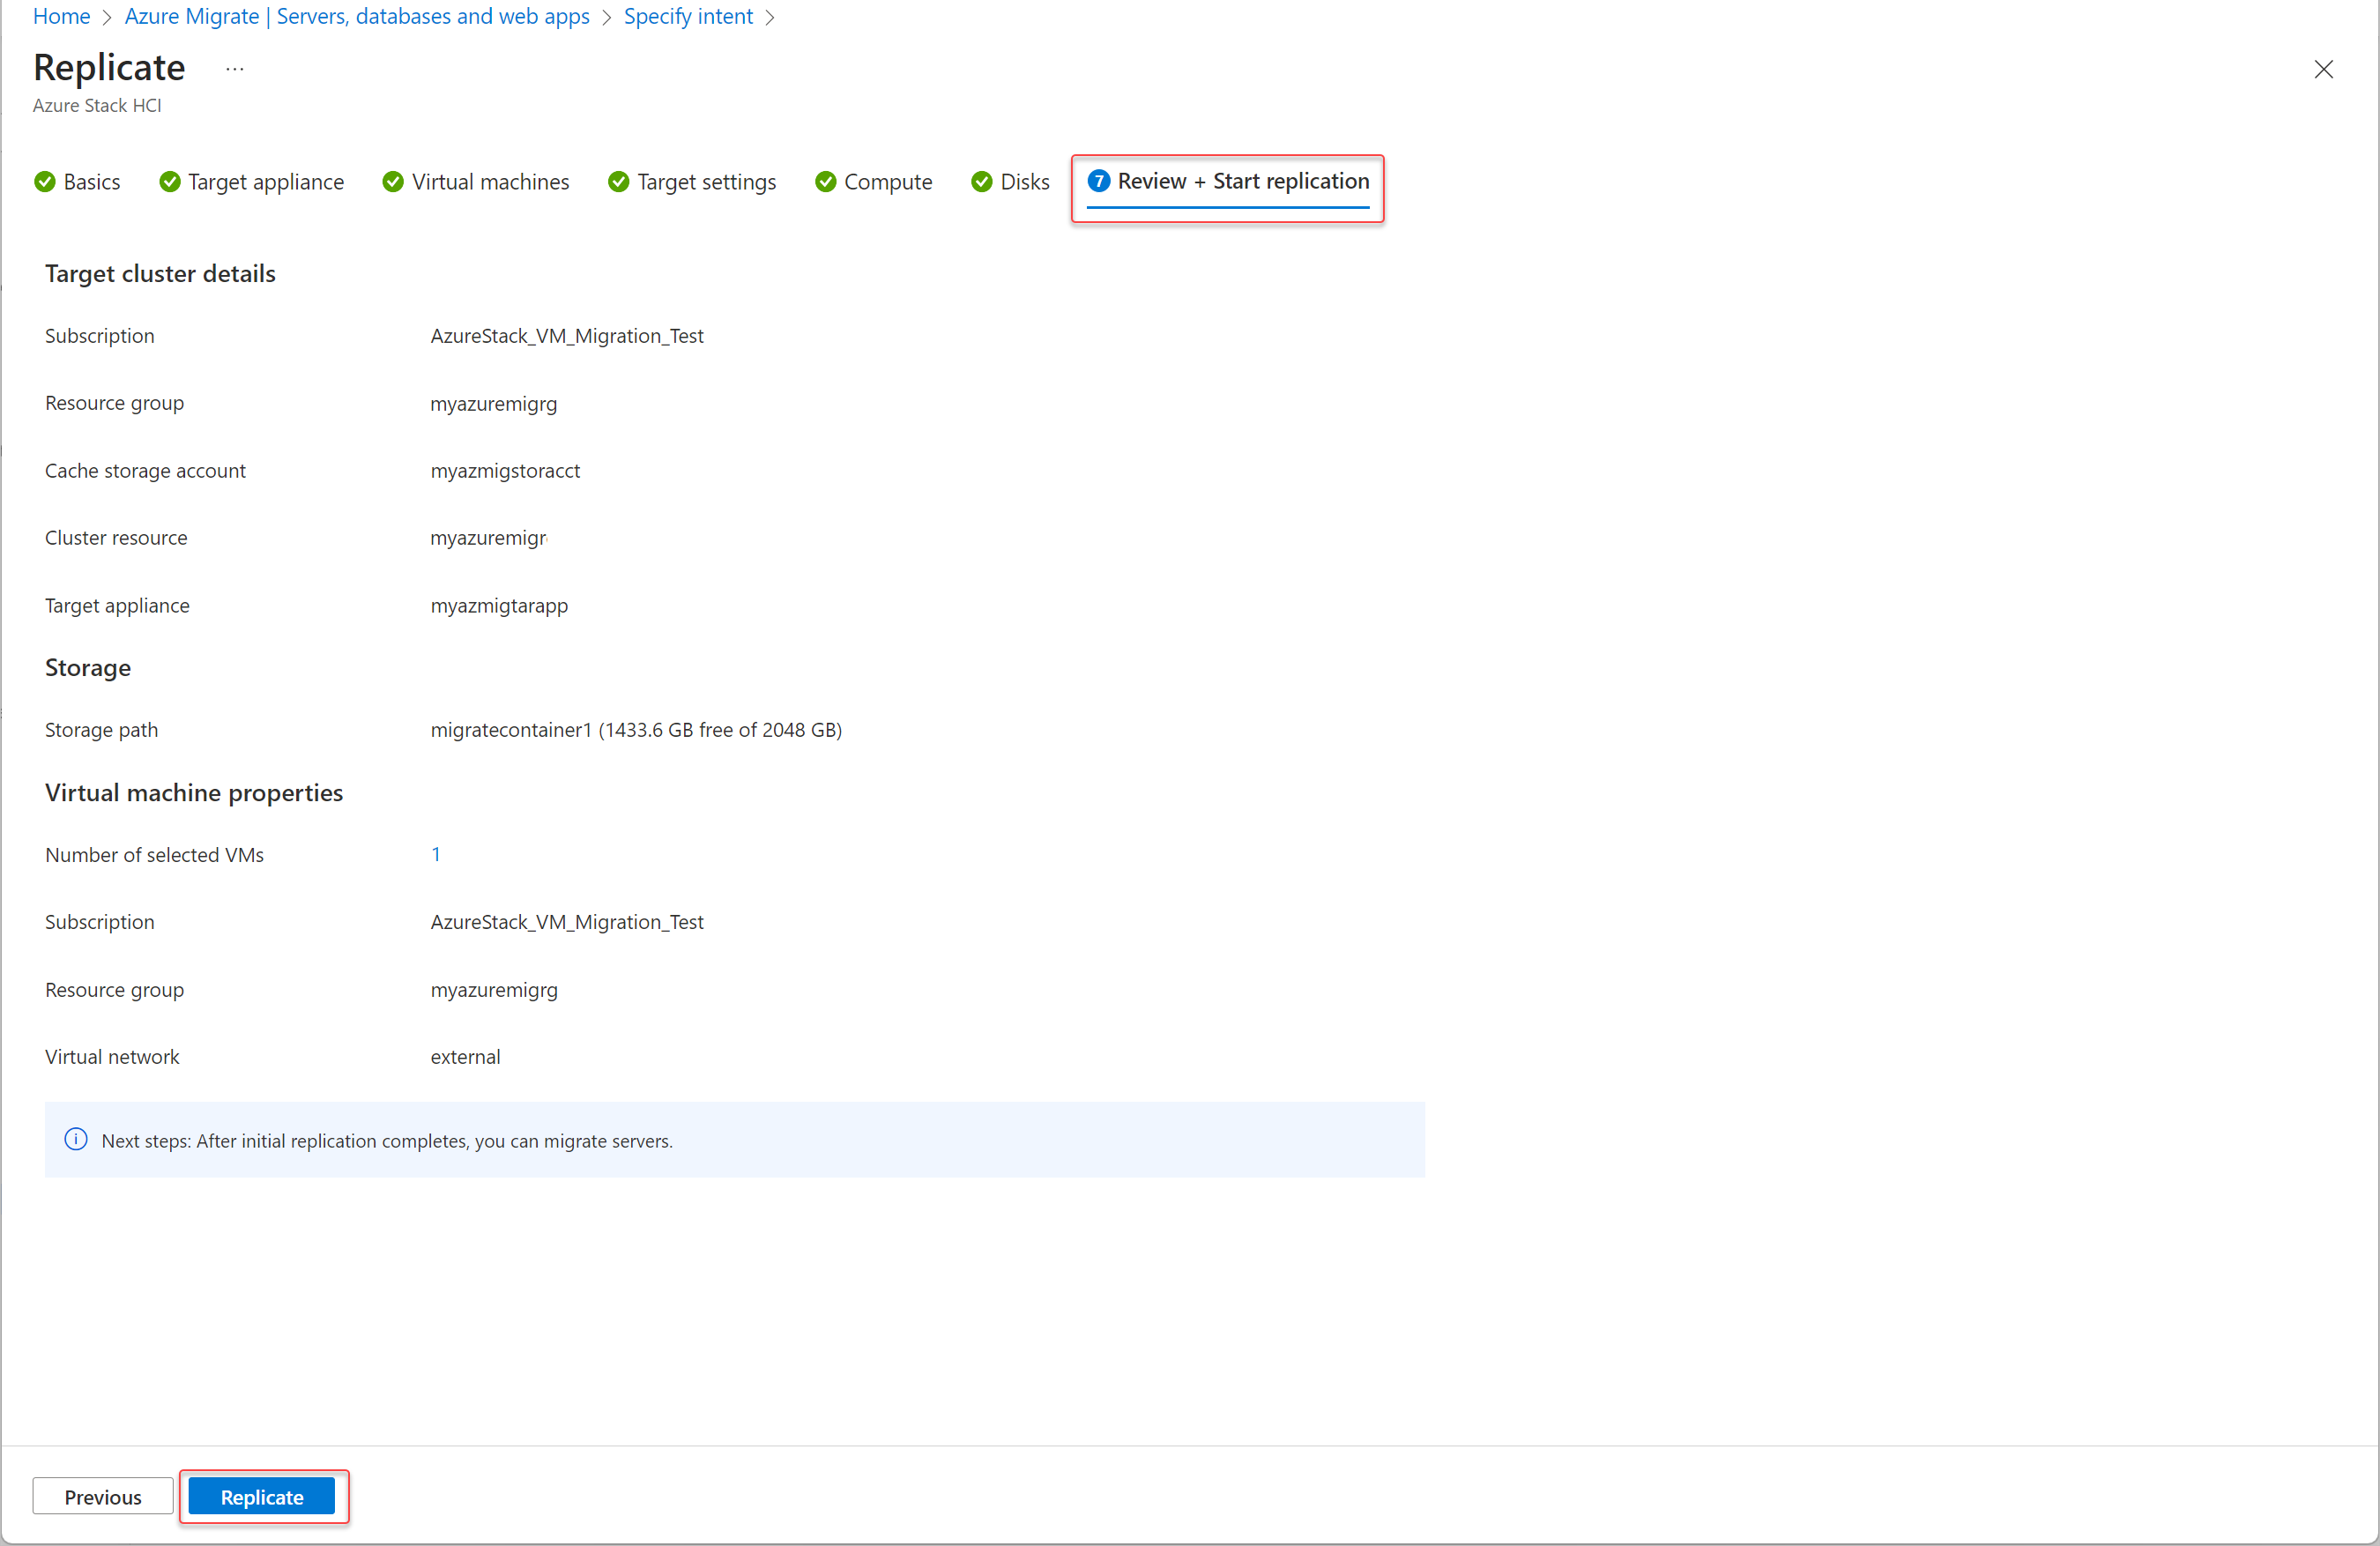 Home > Azure Migrate | Servers, databases and web apps > Specify intent >
Replicate ...
Azure Stack HCI
Basics Target appliance Virtual machines Target settings Compute Disks 7 Review + Start replication
Target cluster details
Subscription AzureStack_VM_Migration_Test
Resource group myazuremigrg
Cache storage account myazmigstoracct
Cluster resource
Target appliance myazmigtarapp
Storage
Storage path migratecontainer1 (1433.6 GB free of 2048 GB)
Virtual machine properties
Number of selected VMs 1
Subscription AzureStack_VM_Migration_Test
Resource group myazuremigrg
Virtual network external
Next steps: After initial replication completes, you can migrate servers.
Previous Replicate